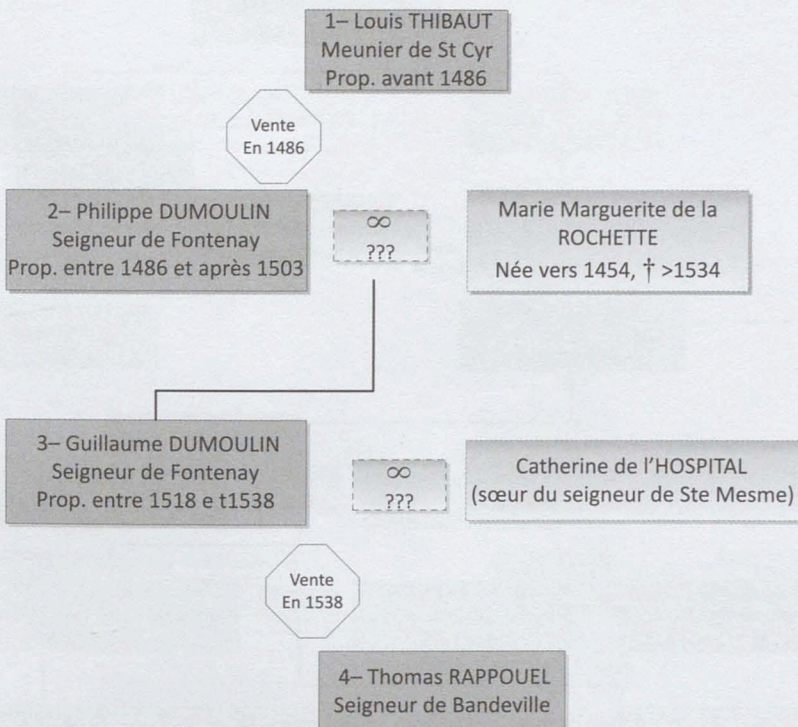 1– Louis THIBAUT
Meunier de St Cyr
Prop. avant 1486
Vente
En 1486
2– Philippe DUMOULIN
Seigneur de Fontenay
Prop. entre 1486 et après 1503
∞
???
Marie Marguerite de la
ROCHETTE
Née vers 1454, † >1534
3– Guillaume DUMOULIN
Seigneur de Fontenay
Prop. entre 1518 e t1538
∞
???
Catherine de l'HOSPITAL
(sœur du seigneur de Ste Mesme)
Vente
En 1538
4– Thomas RAPPOUEL
Seigneur de Bandeville